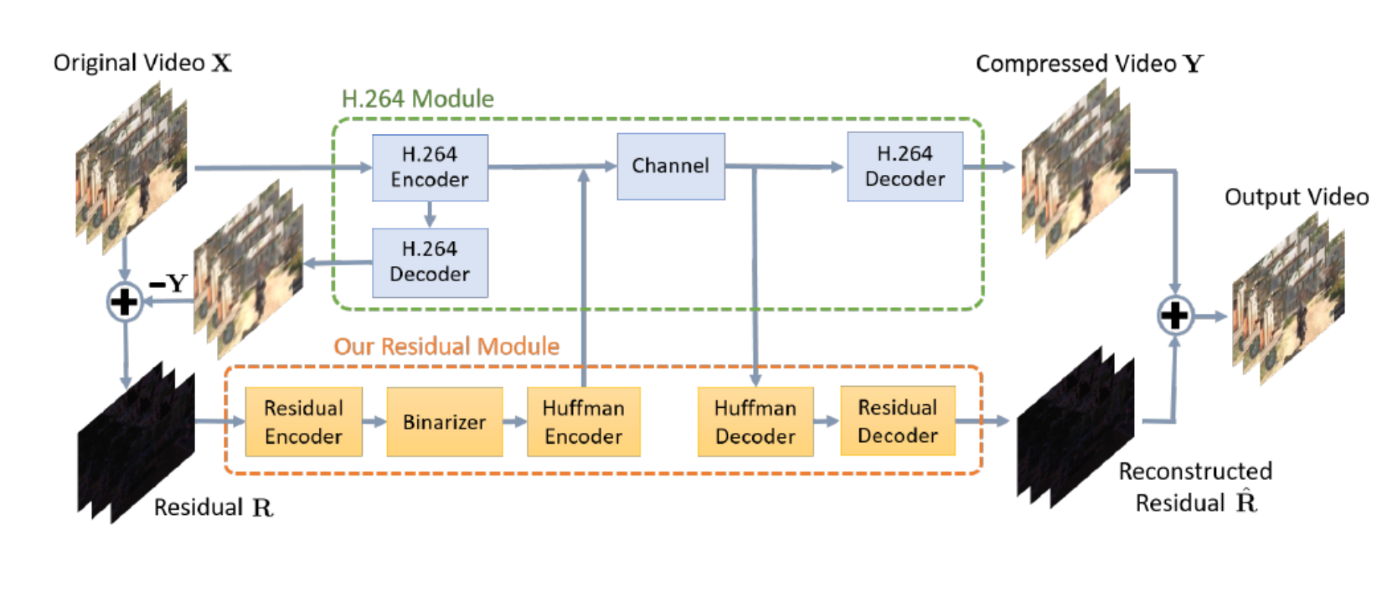 Original Video X
Compressed Video Y
H.264 Module
H.264
Encoder
Channel
H.264
Decoder
Output Video
H.264
Decoder
−Y
Our Residual Module
Residual
Encoder
Binarizer
Huffman
Encoder
Huffman
Decoder
Residual
Decoder
Residual R
Reconstructed
Residual R̂